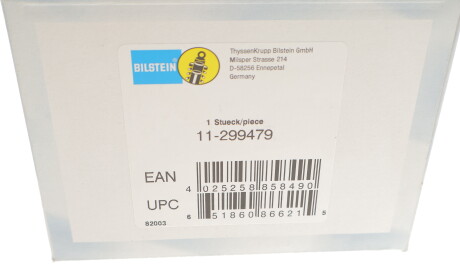 BILSTEIN
ThyssenKrupp Bilstein GmbH
Milsper Strasse 214
D-58256 Ennepetal
Germany
1 Stueck/piece
11-299479
EAN
4 025258 858490
UPC
6 51860 86621 8
82003